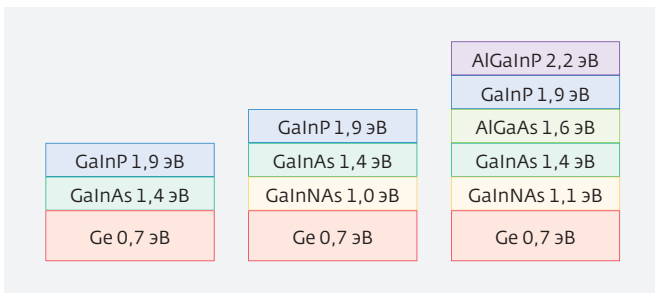 GaInP 1,9 эВ
GaInAs 1,4 эВ
Ge 0,7 эВ
GaInP 1,9 эВ
GaInAs 1,4 эВ
GaInNAs 1,0 эВ
Ge 0,7 эВ
AlGaInP 2,2 эВ
GaInP 1,9 эВ
AlGaAs 1,6 эВ
GaInAs 1,4 эВ
GaInNAs 1,1 эВ
Ge 0,7 эВ